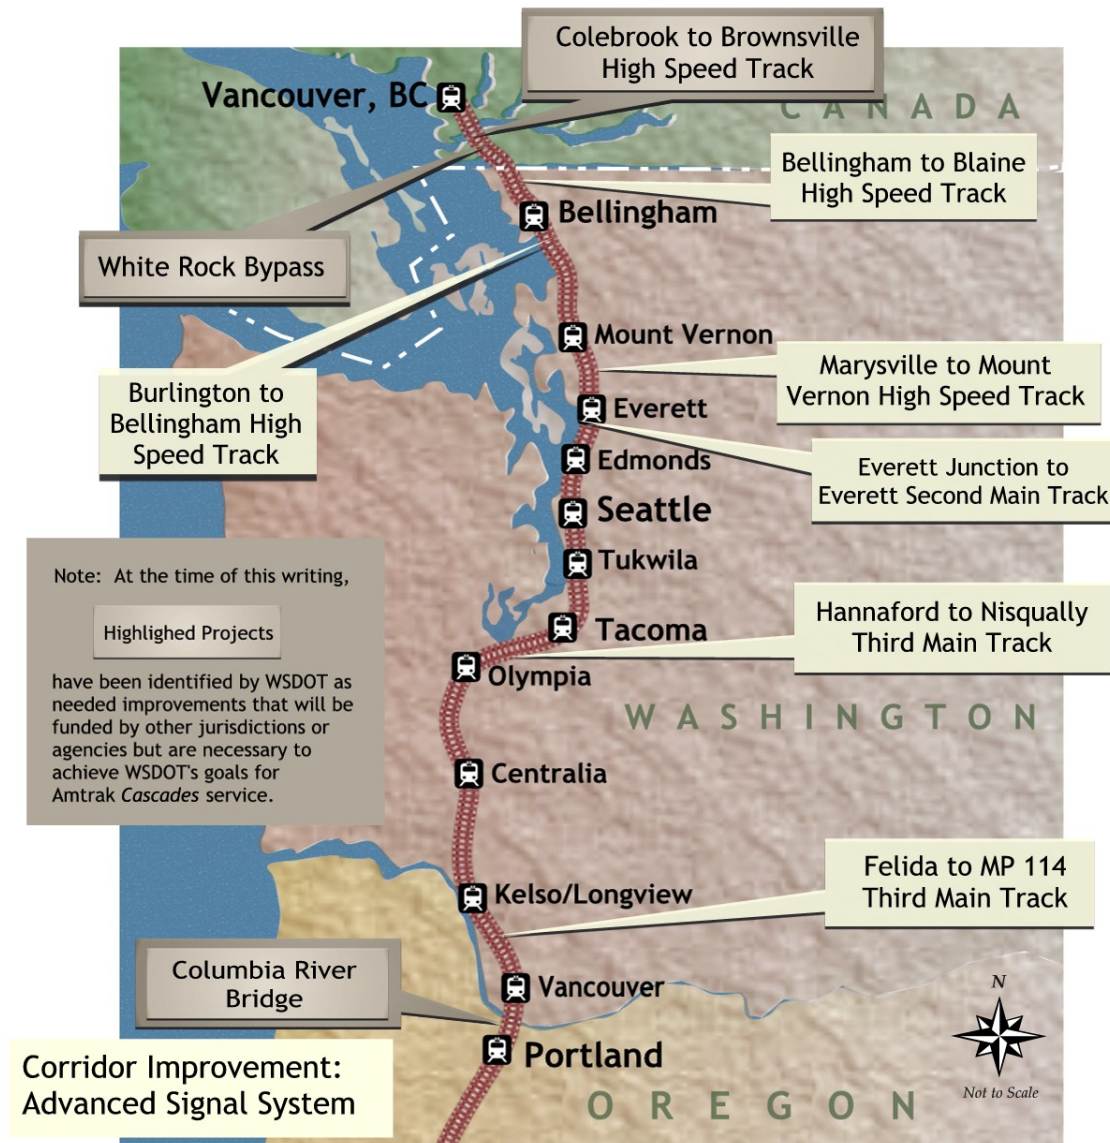 Colebrook to Brownsville
High Speed Track
Vancouver, BC
CANADA
Bellingham to Blaine
High Speed Track
Bellingham
White Rock Bypass
Mount Vernon
Burlington to
Bellingham High
Speed Track
Marysville to Mount
Vernon High Speed Track
Everett
Edmonds
Everett Junction to
Everett Second Main Track
Seattle
Tukwila
Note: At the time of this writing,
Highlighed Projects
have been identified by WSDOT as
needed improvements that will be
funded by other jurisdictions or
agencies but are necessary to
achieve WSDOT's goals for
Amtrak Cascades service.
Hannaford to Nisqually
Third Main Track
Tacoma
Olympia
WASHINGTON
Centralia
Felida to MP 114
Third Main Track
Kelso/Longview
Columbia River
Bridge
Vancouver
N
Portland
Corridor Improvement:
Advanced Signal System
Not to Scale
OREGON